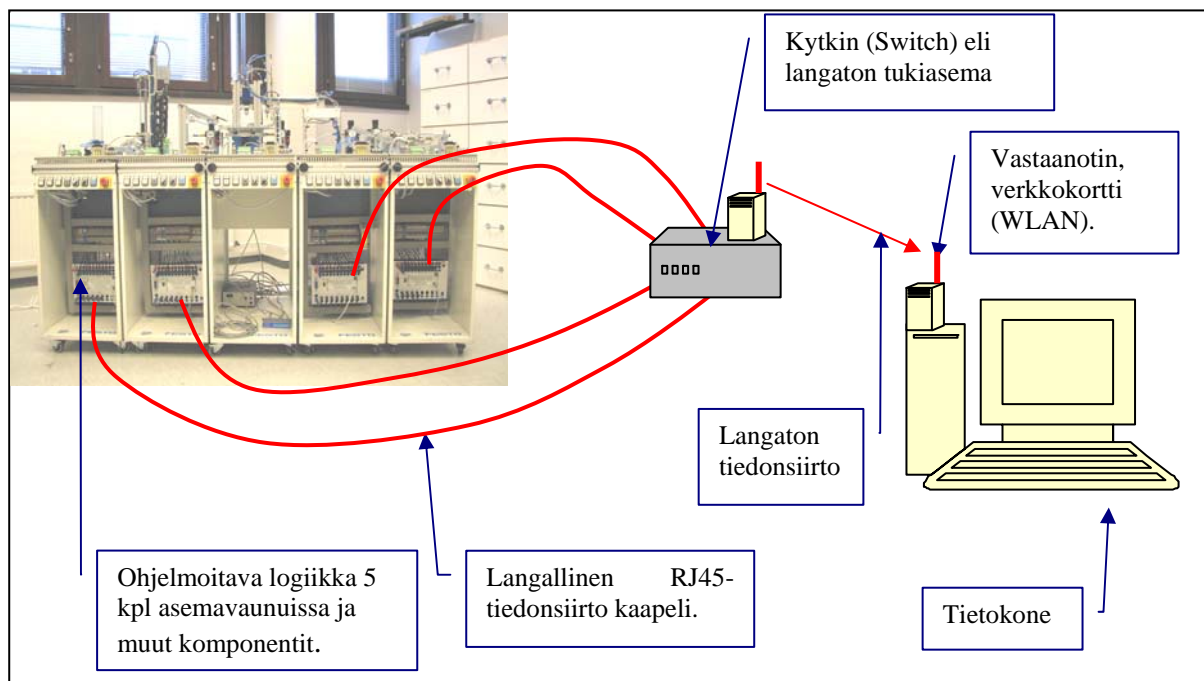 Kytkin (Switch) eli
langaton tukiasema
Vastaanotin,
verkkokortti
(WLAN).
Langaton
tiedonsiirto
Ohjelmoitava logiikka 5
kpl asemavaunuissa ja
muut komponentit.
Langallinen RJ45-
tiedonsiirto kaapeli.
Tietokone